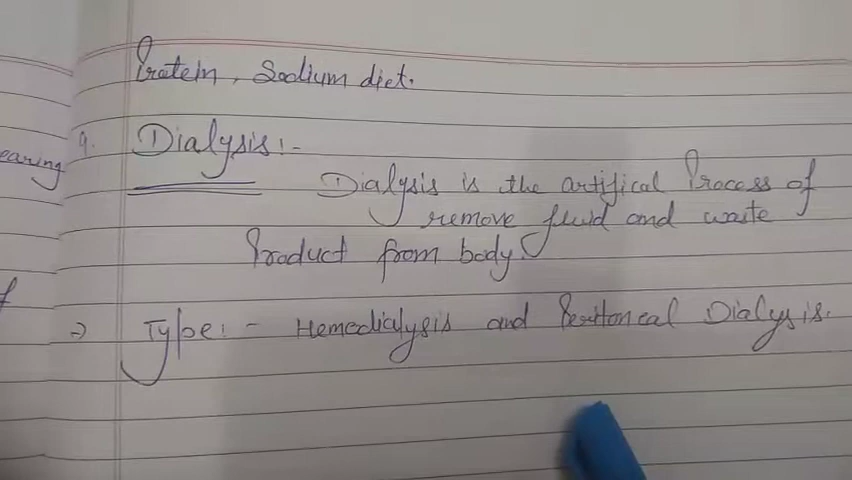 Protein, Sodium diet.
9. Dialysis:-
earing
Dialysis is the artifical Process of
remove fluid and waste
Product from body.
f
→ Type:- Hemodialysis and Peritoneal Dialysis.